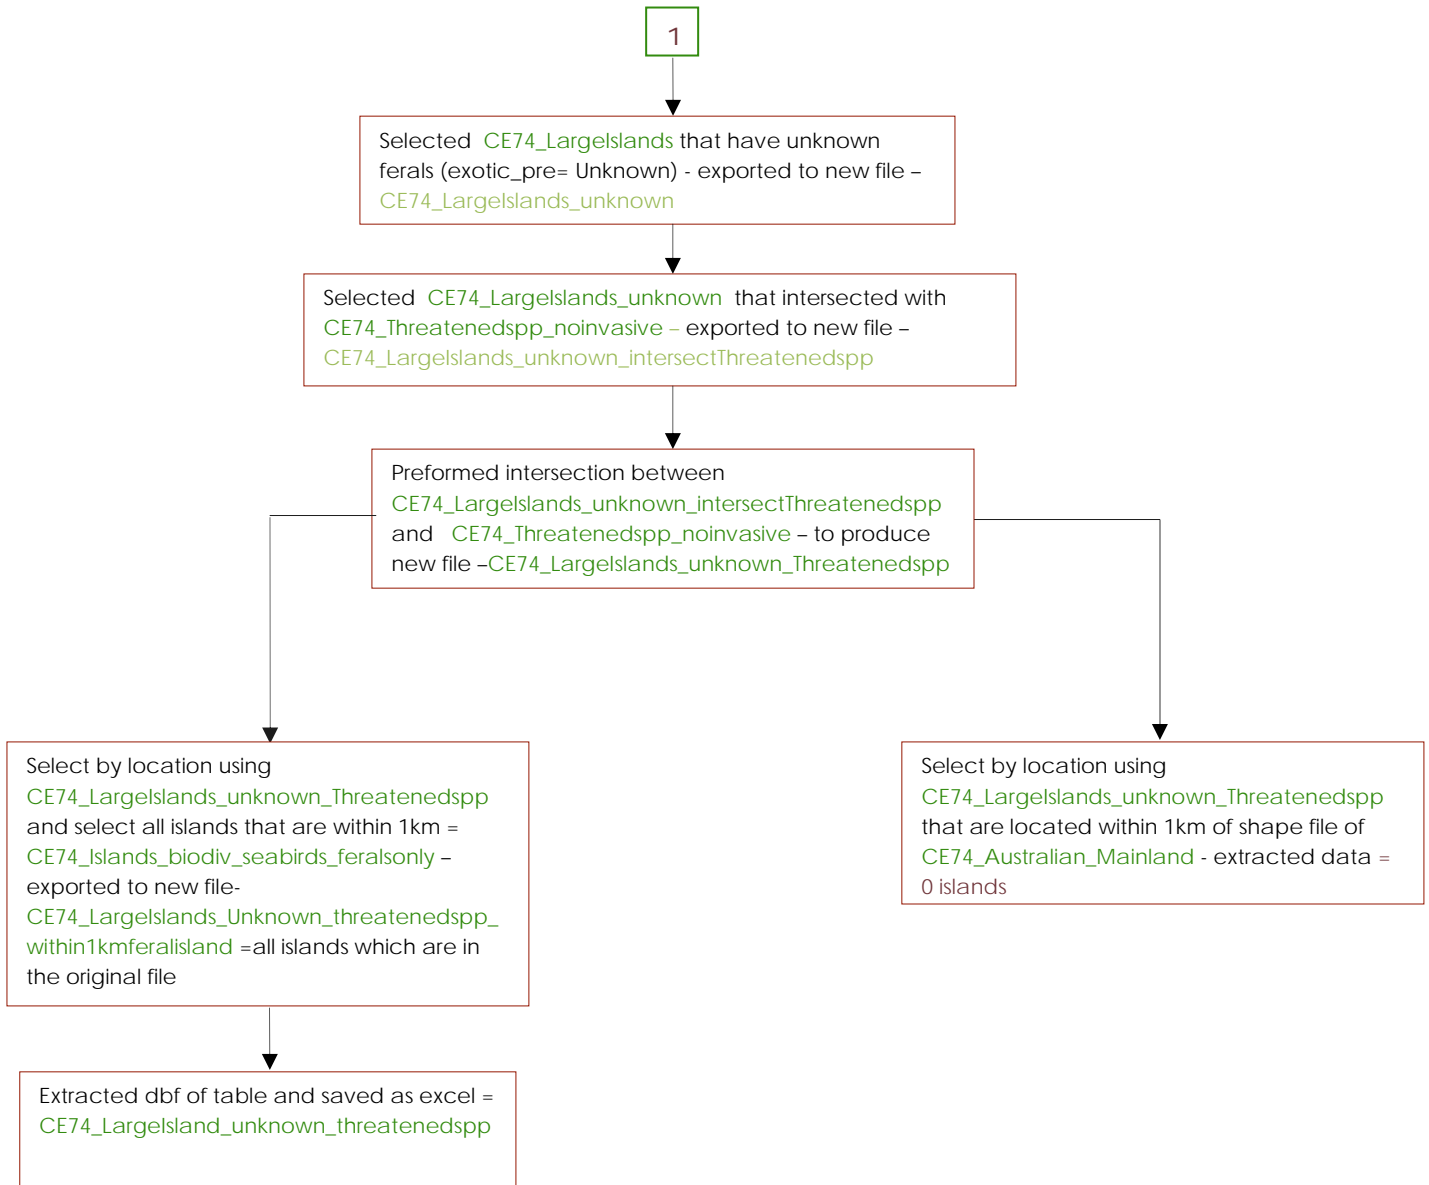 1
Selected CE74_LargeIslands that have unknown
ferals (exotic_pre= Unknown) - exported to new file –
CE74_LargeIslands_unknown
Selected CE74_LargeIslands_unknown that intersected with
CE74_Threatenedspp_noinvasive – exported to new file –
CE74_LargeIslands_unknown_intersectThreatenedspp
Preformed intersection between
CE74_LargeIslands_unknown_intersectThreatenedspp
and CE74_Threatenedspp_noinvasive – to produce
new file –CE74_LargeIslands_unknown_Threatenedspp
Select by location using
CE74_LargeIslands_unknown_Threatenedspp
and select all islands that are within 1km =
CE74_Islands_biodiv_seabirds_feralsonly –
exported to new file-
CE74_LargeIslands_Unknown_threatenedspp_
within1kmferalisland =all islands which are in
the original file
Select by location using
CE74_LargeIslands_unknown_Threatenedspp
that are located within 1km of shape file of
CE74_Australian_Mainland - extracted data =
0 islands
Extracted dbf of table and saved as excel =
CE74_LargeIsland_unknown_threatenedspp